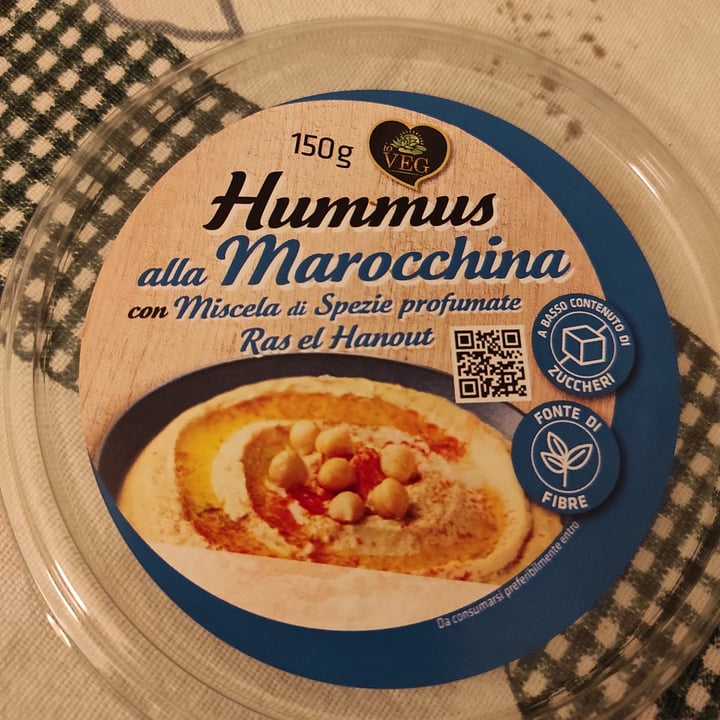 150g
io
VEG
Hummus
alla Marocchina
con Miscela di Spezie profumate
Ras el Hanout
A BASSO CONTENUTO DI
ZUCCHERI
FONTE DI
FIBRE
Da consumarsi preferibilmente entro